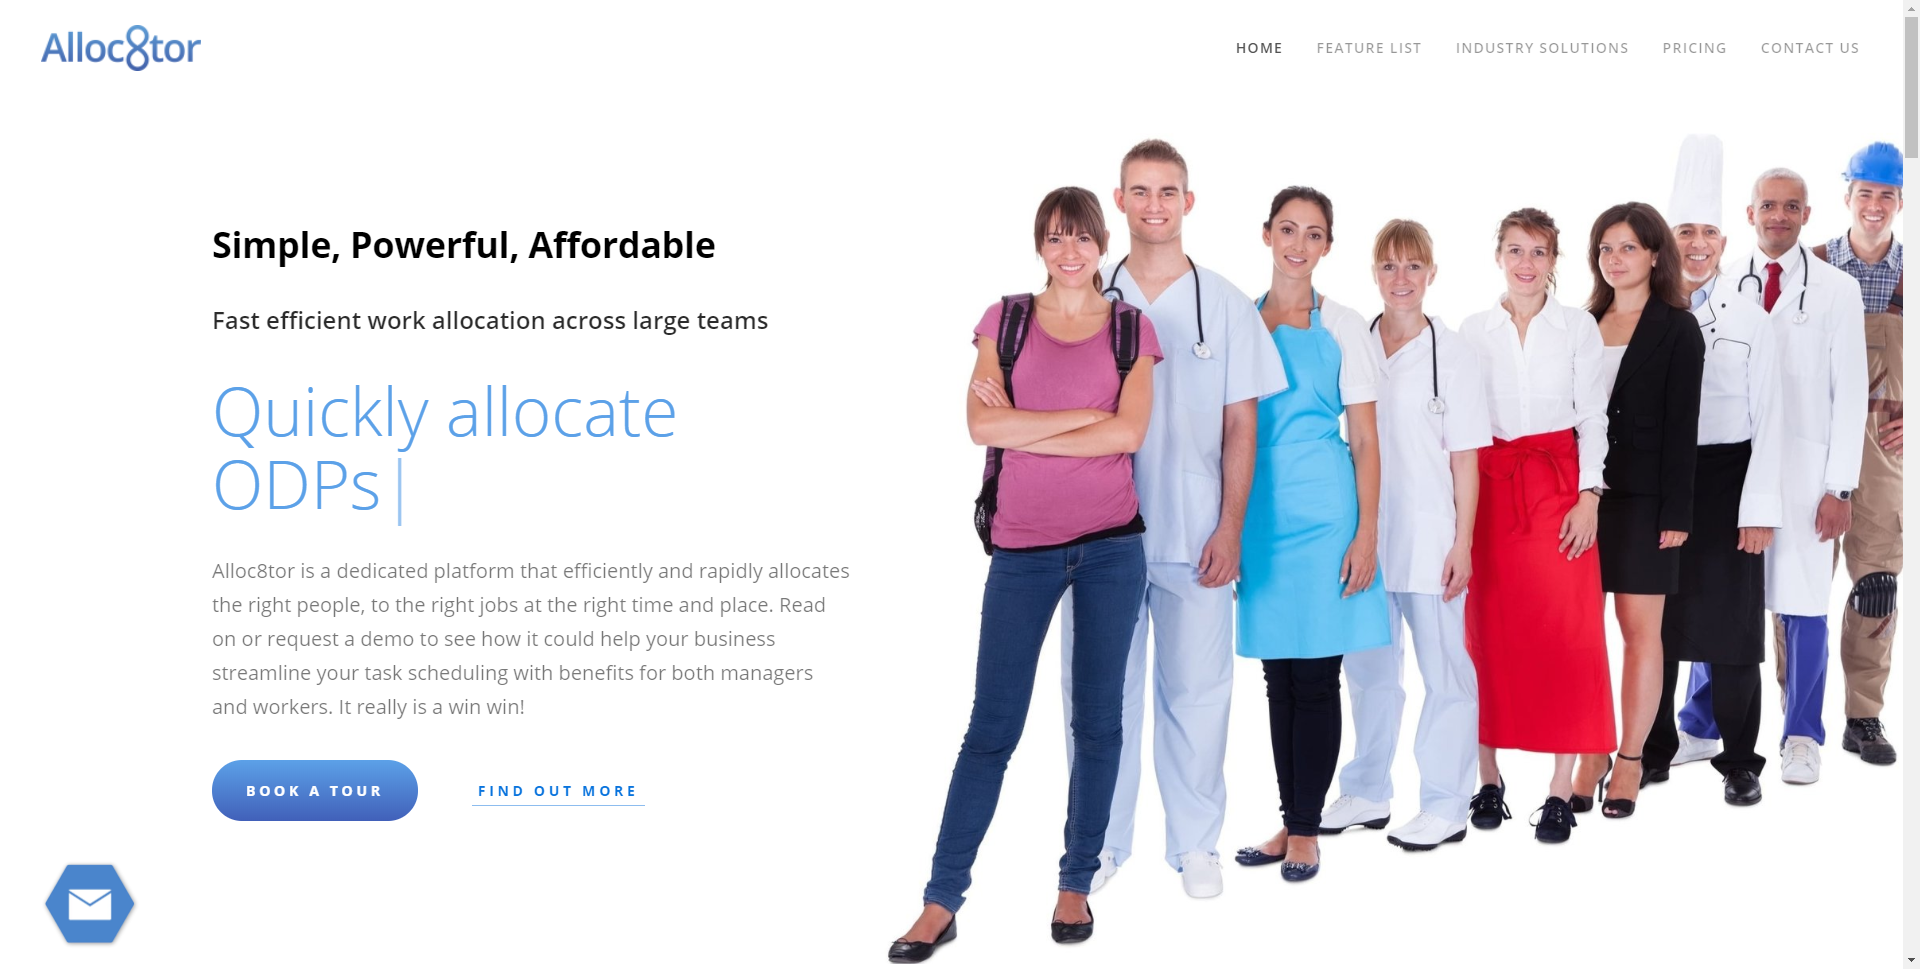 Alloc8tor
HOME
FEATURE LIST
INDUSTRY SOLUTIONS
PRICING
CONTACT US
Simple, Powerful, Affordable
Fast efficient work allocation across large teams
Quickly allocate
ODPs
Alloc8tor is a dedicated platform that efficiently and rapidly allocates
the right people, to the right jobs at the right time and place. Read
on or request a demo to see how it could help your business
streamline your task scheduling with benefits for both managers
and workers. It really is a win win!
BOOK A TOUR
FIND OUT MORE